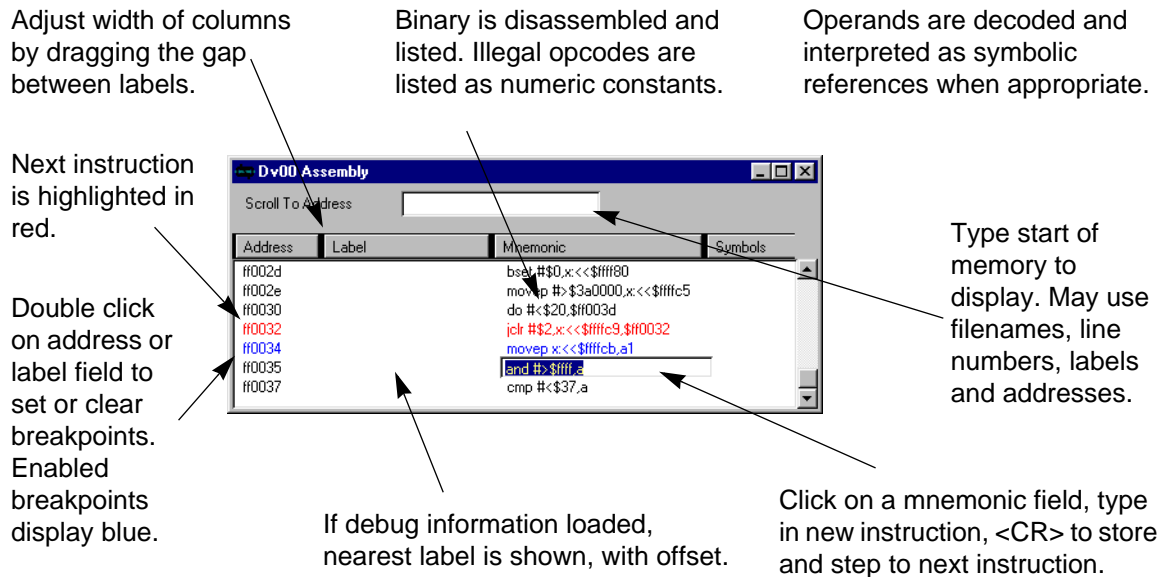 Adjust width of columns
by dragging the gap
between labels.
Binary is disassembled and
listed. Illegal opcodes are
listed as numeric constants.
Operands are decoded and
interpreted as symbolic
references when appropriate.
Next instruction
is highlighted in
red.
Double click
on address or
label field to
set or clear
breakpoints.
Enabled
breakpoints
display blue.
Dv00 Assembly
Scroll To Address
Address Label Mnemonic Symbols
ff002d bset #$0,x:<<$ffff80
ff002e movep #>$3a0000,x:<<$ffffc5
ff0030 do #<$20,$ff003d
ff0032 jclr #$2,x:<<$ffffc9,$ff0032
ff0034 movep x:<<$ffffcb,a1
ff0035 and #>$ffff,a
ff0037 cmp #<$37,a
Type start of
memory to
display. May use
filenames, line
numbers, labels
and addresses.
If debug information loaded,
nearest label is shown, with offset.
Click on a mnemonic field, type
in new instruction, <CR> to store
and step to next instruction.